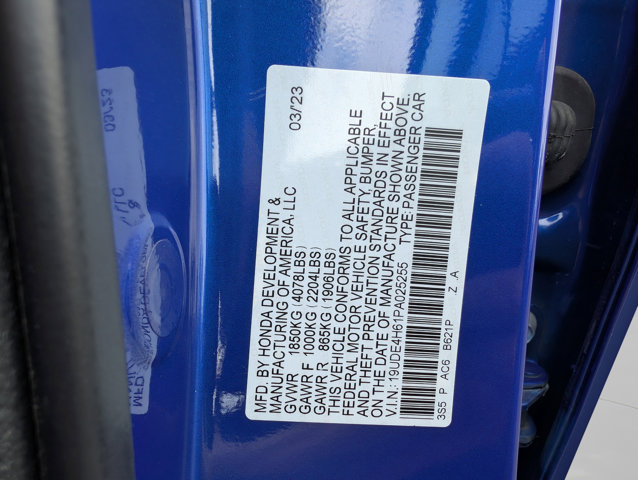 MFD. BY HONDA DEVELOPMENT &
MANUFACTURING OF AMERICA, LLC 03/'23
GVWR 1850KG (4078LBS)
GAWR F 1000KG (2204LBS)
GAWR R 865KG (1906LBS)
THIS VEHICLE CONFORMS TO ALL APPLICABLE
FEDERAL MOTOR VEHICLE SAFETY, BUMPER,
AND THEFT PREVENTION STANDARDS IN EFFECT
ON THE DATE OF MANUFACTURE SHOWN ABOVE.
V.I.N.: 19UDE4H61PA025255 TYPE: PASSENGER CAR
3S5 P AC6 B621P Z A